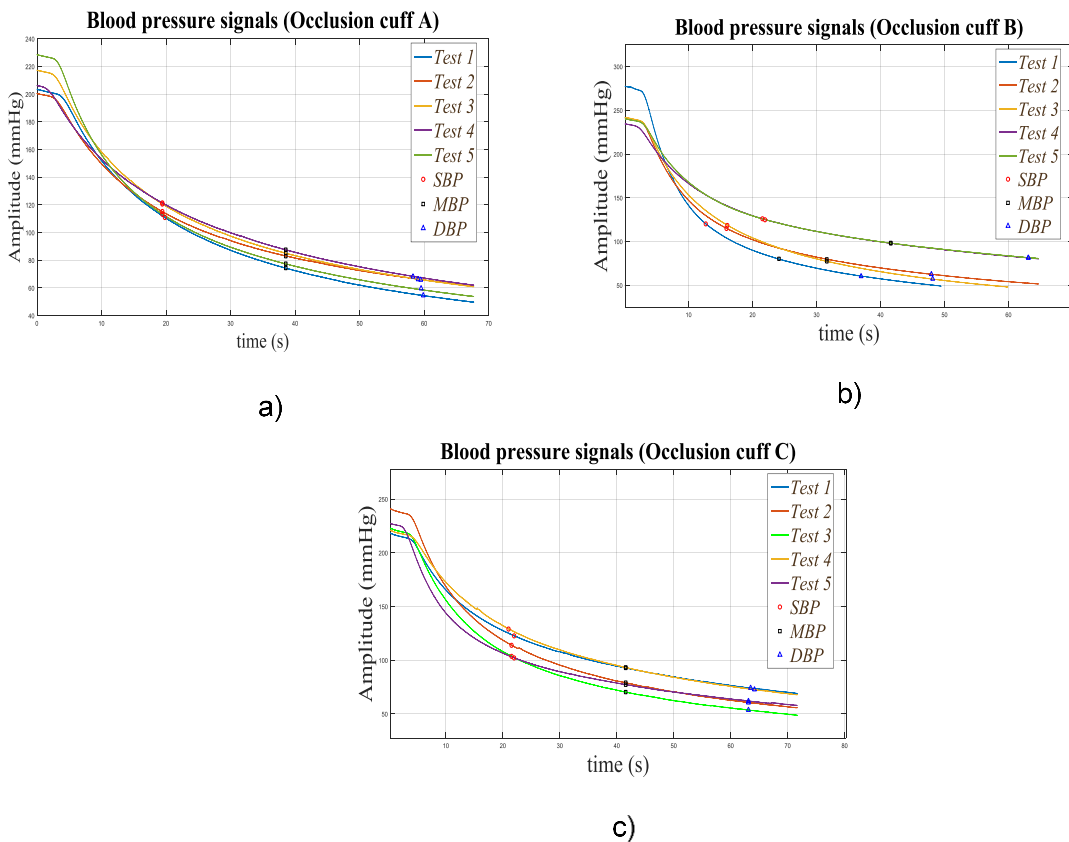 Blood pressure signals (Occlusion cuff A)
Amplitude (mmHg)
240
220
200
180
160
140
120
100
80
60
40
0
10
20
30
40
50
60
70
time (s)
Test 1
Test 2
Test 3
Test 4
Test 5
SBP
MBP
DBP
a)
Blood pressure signals (Occlusion cuff B)
Amplitude (mmHg)
300
250
200
150
100
50
0
10
20
30
40
50
60
time (s)
Test 1
Test 2
Test 3
Test 4
Test 5
SBP
MBP
DBP
b)
Blood pressure signals (Occlusion cuff C)
Amplitude (mmHg)
250
200
150
100
50
10
20
30
40
50
60
70
80
time (s)
Test 1
Test 2
Test 3
Test 4
Test 5
SBP
MBP
DBP
c)